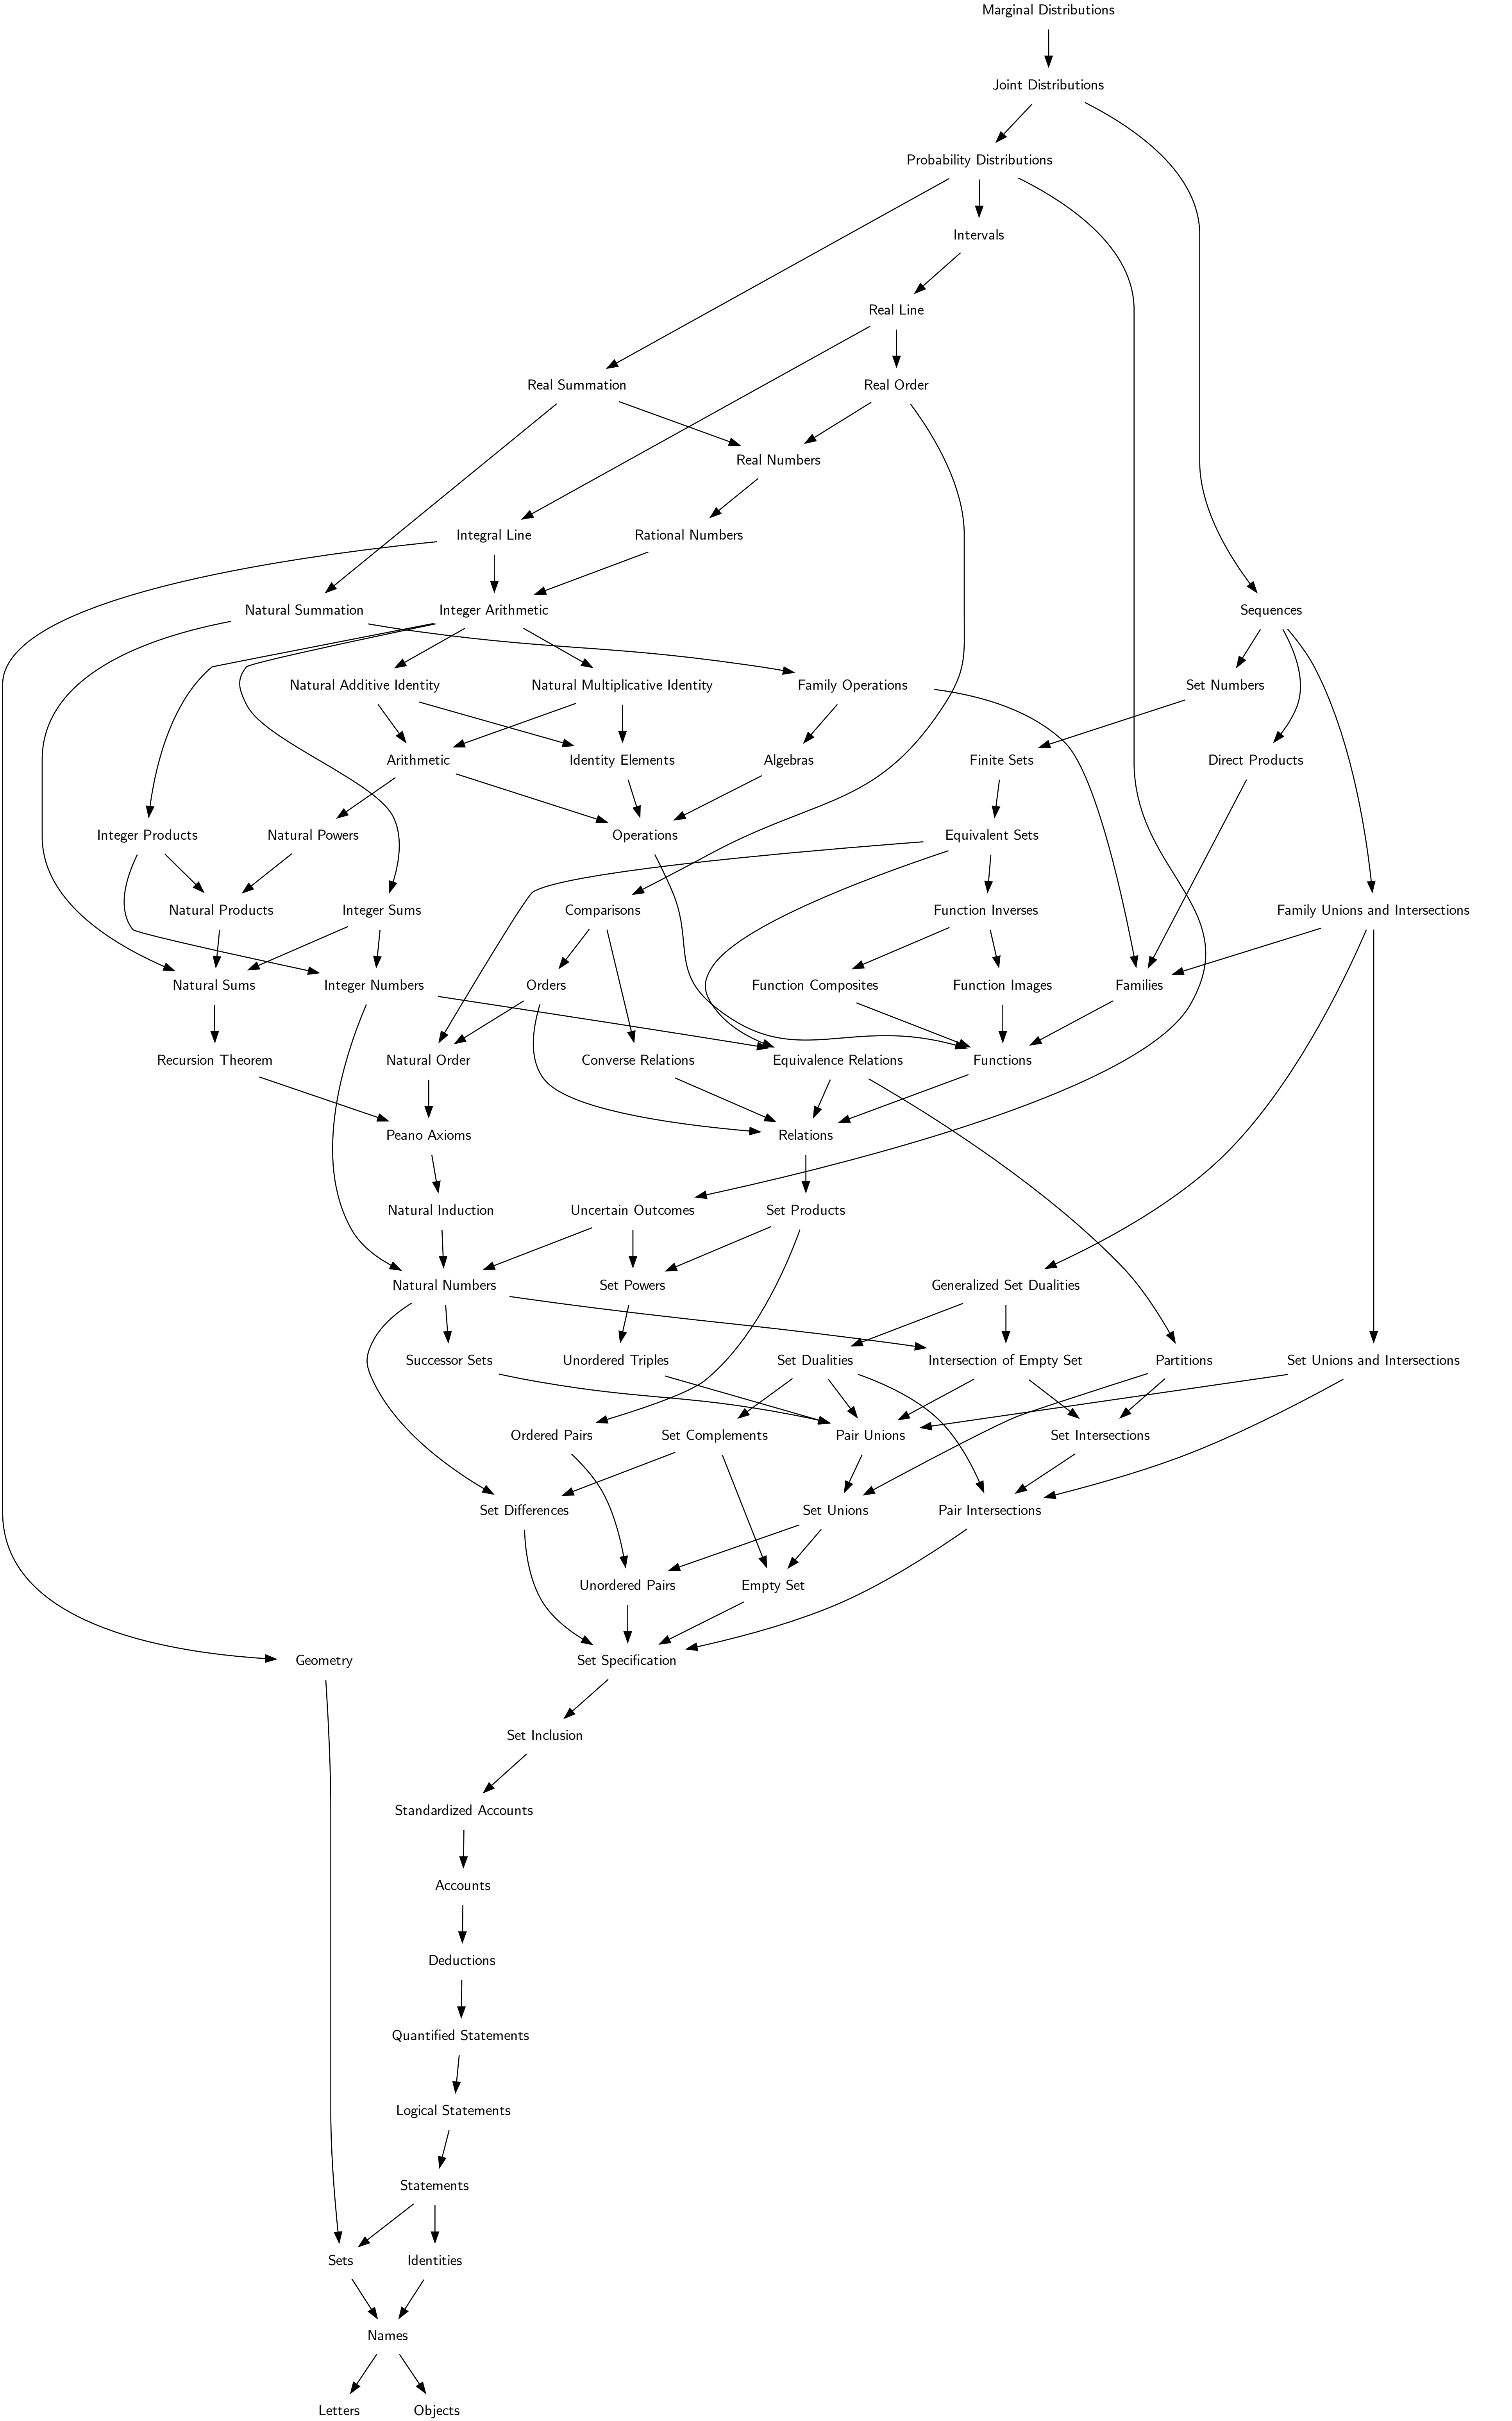 Marginal Distributions
Joint Distributions
Probability Distributions
Intervals
Real Line
Real Summation
Real Order
Real Numbers
Integral Line
Rational Numbers
Natural Summation
Integer Arithmetic
Sequences
Natural Additive Identity
Natural Multiplicative Identity
Family Operations
Set Numbers
Arithmetic
Identity Elements
Algebras
Finite Sets
Direct Products
Integer Products
Natural Powers
Operations
Equivalent Sets
Natural Products
Integer Sums
Comparisons
Function Inverses
Family Unions and Intersections
Natural Sums
Integer Numbers
Orders
Function Composites
Function Images
Families
Recursion Theorem
Natural Order
Converse Relations
Equivalence Relations
Functions
Peano Axioms
Relations
Natural Induction
Uncertain Outcomes
Set Products
Natural Numbers
Set Powers
Generalized Set Dualities
Successor Sets
Unordered Triples
Set Dualities
Intersection of Empty Set
Partitions
Set Unions and Intersections
Ordered Pairs
Set Complements
Pair Unions
Set Intersections
Set Differences
Set Unions
Pair Intersections
Unordered Pairs
Empty Set
Geometry
Set Specification
Set Inclusion
Standardized Accounts
Accounts
Deductions
Quantified Statements
Logical Statements
Statements
Sets
Identities
Names
Letters
Objects